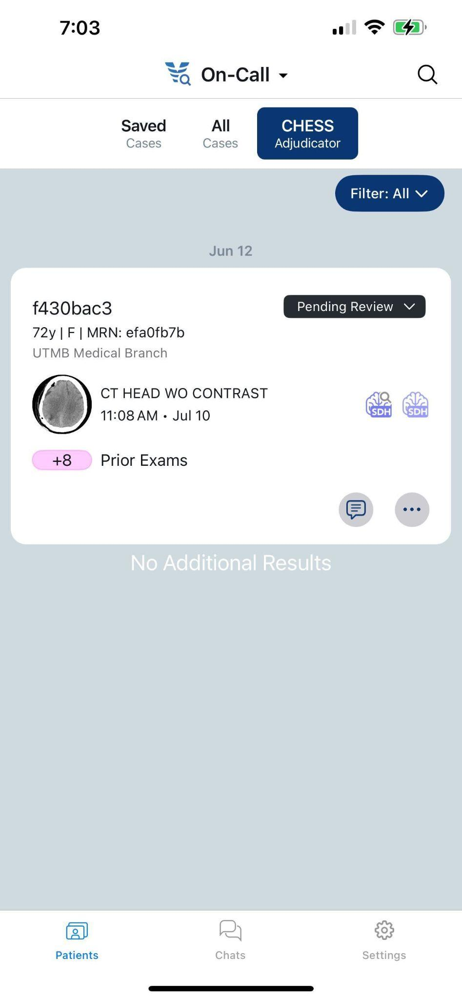 7:03
On-Call
Saved
Cases
All
Cases
CHESS
Adjudicator
Filter: All
Jun 12
f430bac3
Pending Review
72y | F | MRN: efa0fb7b
UTMB Medical Branch
CT HEAD WO CONTRAST
11:08 AM • Jul 10
SDH
SDH
+8
Prior Exams
No Additional Results
Patients
Chats
Settings